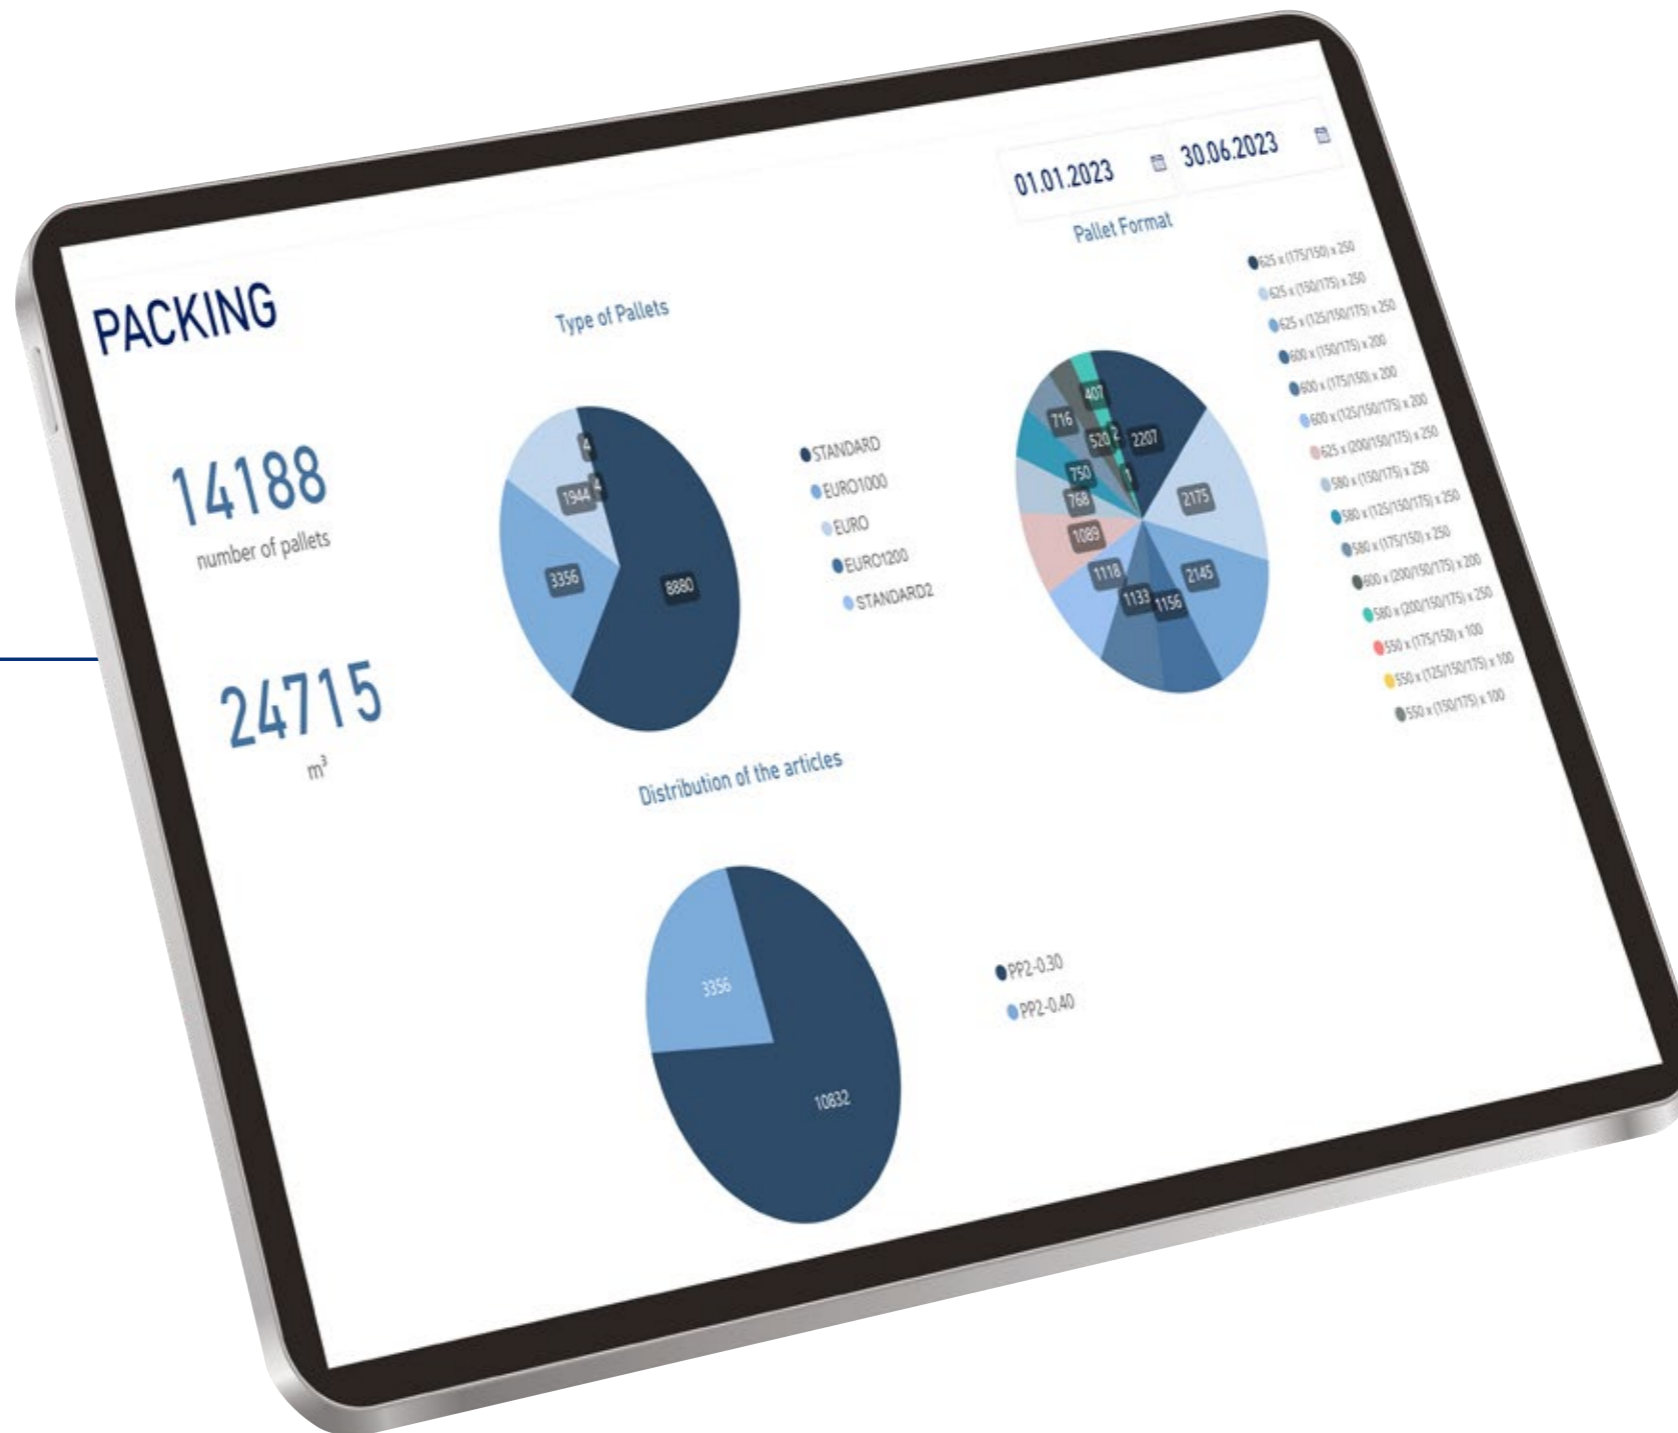 01.01.2023
30.06.2023
PACKING
14188
number of pallets
24715
m³
Type of Pallets
4
1944
4
3356
8880
STANDARD
EURO1000
EURO
EURO1200
STANDARD2
Pallet Format
407
716
520
2
2207
750
1
768
2175
1089
1118
2145
1133
1156
625 x (175/150) x 250
625 x (150/175) x 250
625 x (125/150/175) x 250
600 x (150/175) x 200
600 x (175/150) x 200
600 x (125/150/175) x 200
625 x (200/150/175) x 250
580 x (150/175) x 250
580 x (125/150/175) x 250
580 x (175/150) x 250
600 x (200/150/175) x 200
580 x (200/150/175) x 250
550 x (175/150) x 100
550 x (125/150/175) x 100
550 x (150/175) x 100
Distribution of the articles
3356
10832
PP2-0.30
PP2-0.40